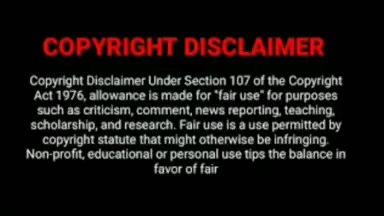 COPYRIGHT DISCLAIMER
Copyright Disclaimer Under Section 107 of the Copyright
Act 1976, allowance is made for "fair use" for purposes
such as criticism, comment, news reporting, teaching,
scholarship, and research. Fair use is a use permitted by
copyright statute that might otherwise be infringing.
Non-profit, educational or personal use tips the balance in
favor of fair